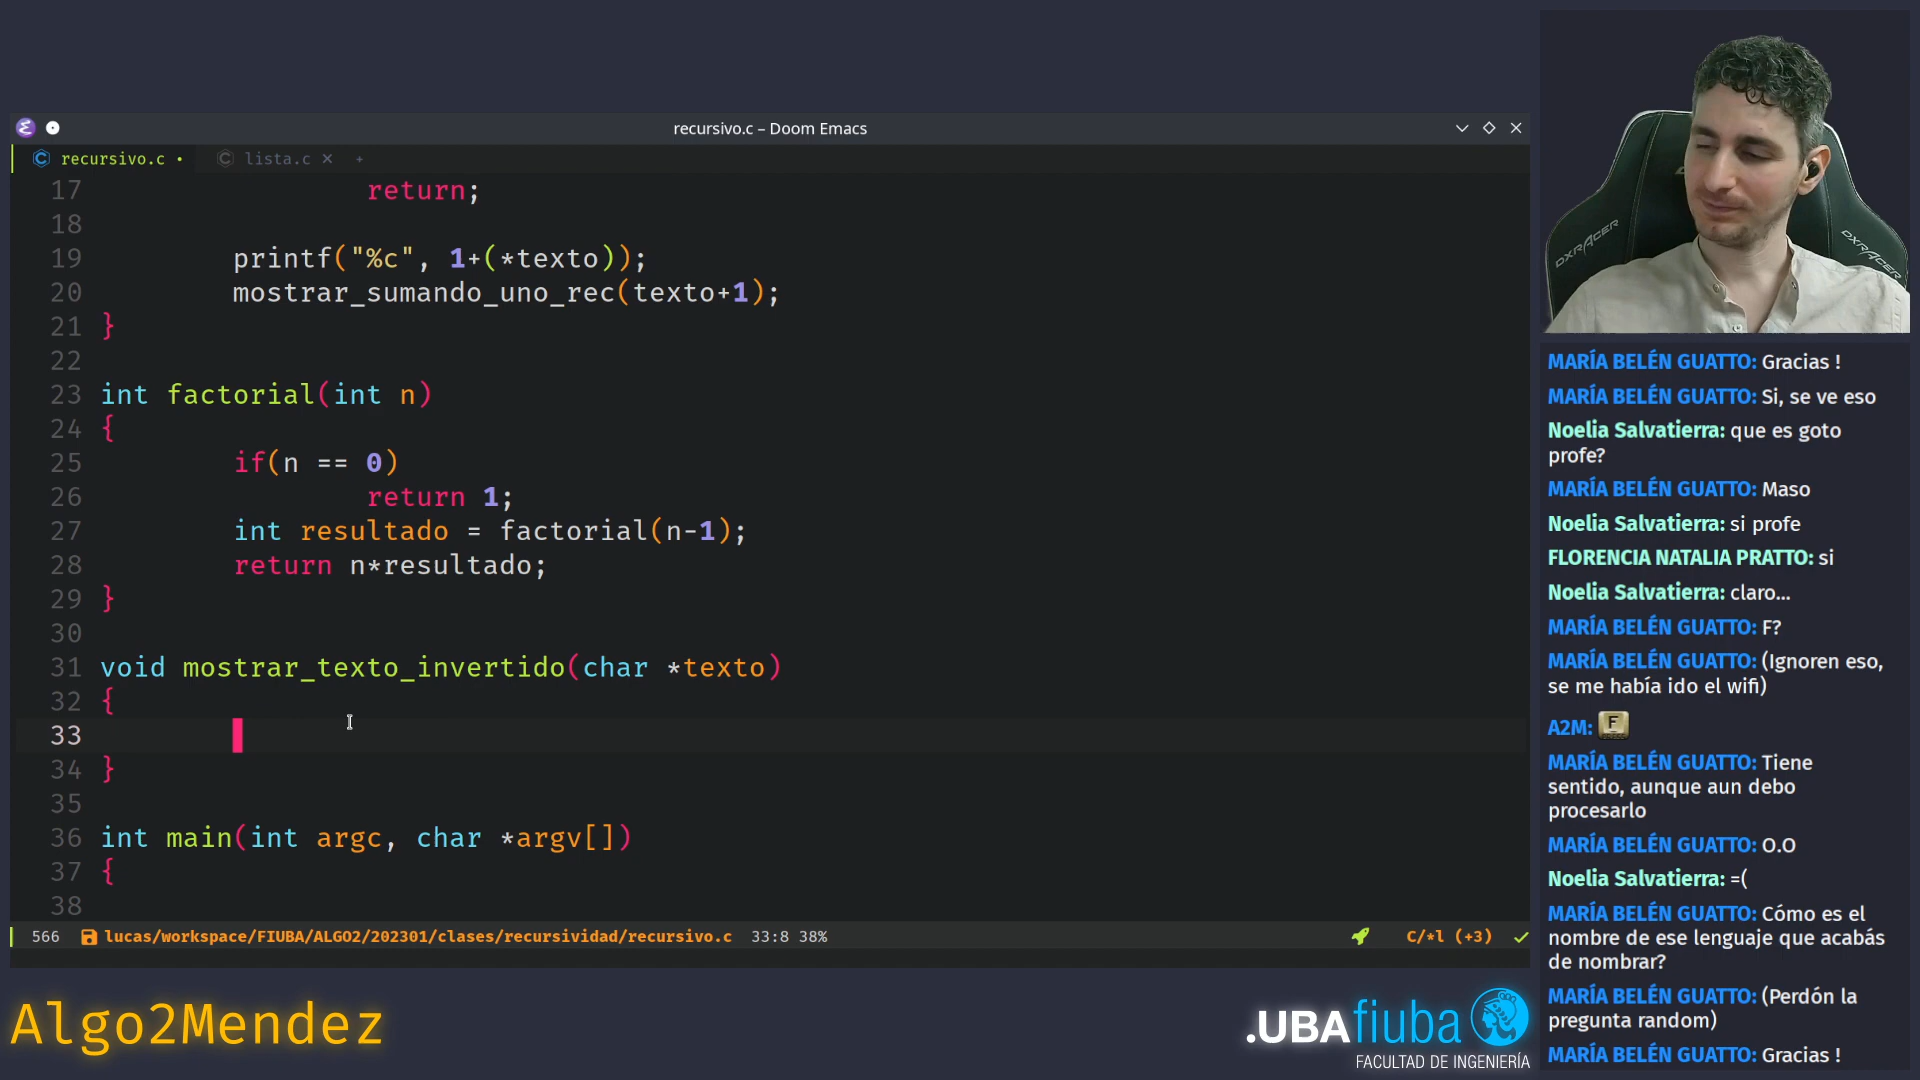 recursivo.c – Doom Emacs
recursivo.c • lista.c × +
17 return;
18
19 printf("%c", 1+(*texto));
20 mostrar_sumando_uno_rec(texto+1);
21 }
22
23 int factorial(int n)
24 {
25 if(n == 0)
26 return 1;
27 int resultado = factorial(n-1);
28 return n*resultado;
29 }
30
31 void mostrar_texto_invertido(char *texto)
32 {
33
34 }
35
36 int main(int argc, char *argv[])
37 {
38
566 lucas/workspace/FIUBA/ALGO2/202301/clases/recursividad/recursivo.c 33:8 38% C/*l (+3)
Algo2Mendez
.UBAfiuba
FACULTAD DE INGENIERÍA
DXRACER
DXRACER
MARÍA BELÉN GUATTO: Gracias !
MARÍA BELÉN GUATTO: Si, se ve eso
Noelia Salvatierra: que es goto
profe?
MARÍA BELÉN GUATTO: Maso
Noelia Salvatierra: si profe
FLORENCIA NATALIA PRATTO: si
Noelia Salvatierra: claro...
MARÍA BELÉN GUATTO: F?
MARÍA BELÉN GUATTO: (Ignoren eso,
se me había ido el wifi)
A2M: F
MARÍA BELÉN GUATTO: Tiene
sentido, aunque aun debo
procesarlo
MARÍA BELÉN GUATTO: O.O
Noelia Salvatierra: =(
MARÍA BELÉN GUATTO: Cómo es el
nombre de ese lenguaje que acabás
de nombrar?
MARÍA BELÉN GUATTO: (Perdón la
pregunta random)
MARÍA BELÉN GUATTO: Gracias !